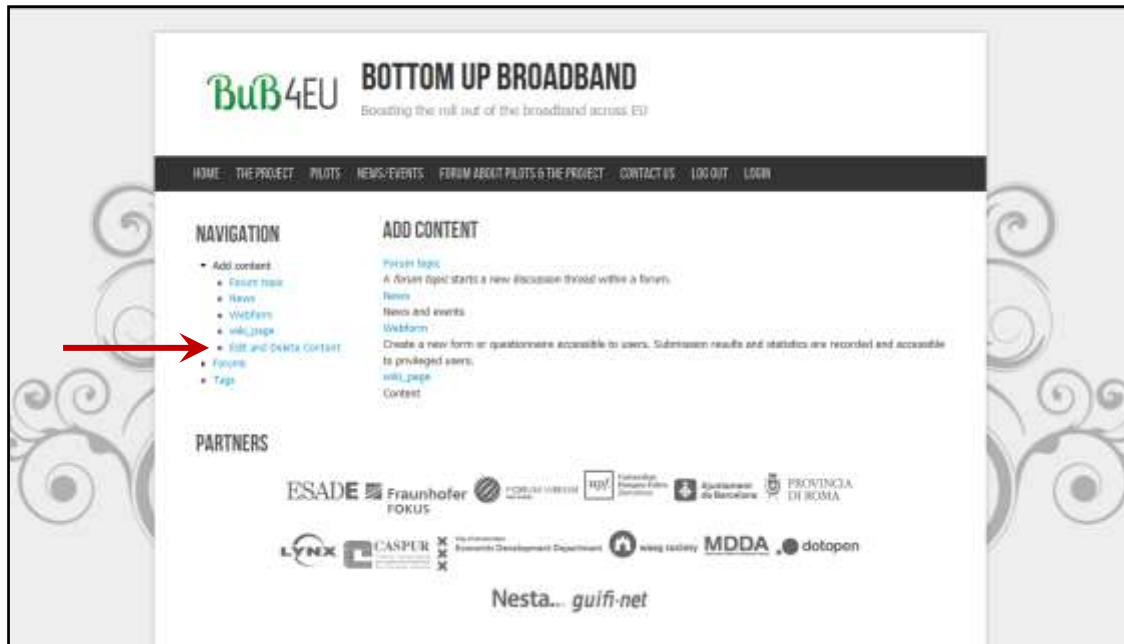 BuB4EU
BOTTOM UP BROADBAND
Boosting the roll out of the broadband across EU
HOME THE PROJECT PILOTS NEWS/EVENTS FORUM ABOUT PILOTS & THE PROJECT CONTACT US LOG OUT LOGIN
NAVIGATION
Add content
Forum topic
News
Webform
wiki_page
Edit and Delete Content
Forums
Tags
ADD CONTENT
Forum topic
A forum topic starts a new discussion thread within a forum.
News
News and events
Webform
Create a new form or questionnaire accessible to users. Submission results and statistics are recorded and accessible
to privileged users.
wiki_page
Content
PARTNERS
ESADE
Fraunhofer
FOKUS
upf.
Ajuntament
de Barcelona
PROVINCIA
DI ROMA
LYNX
CASPUR
Economic Development Department
waag society
MDDA
dotopen
Nesta...
guifi·net